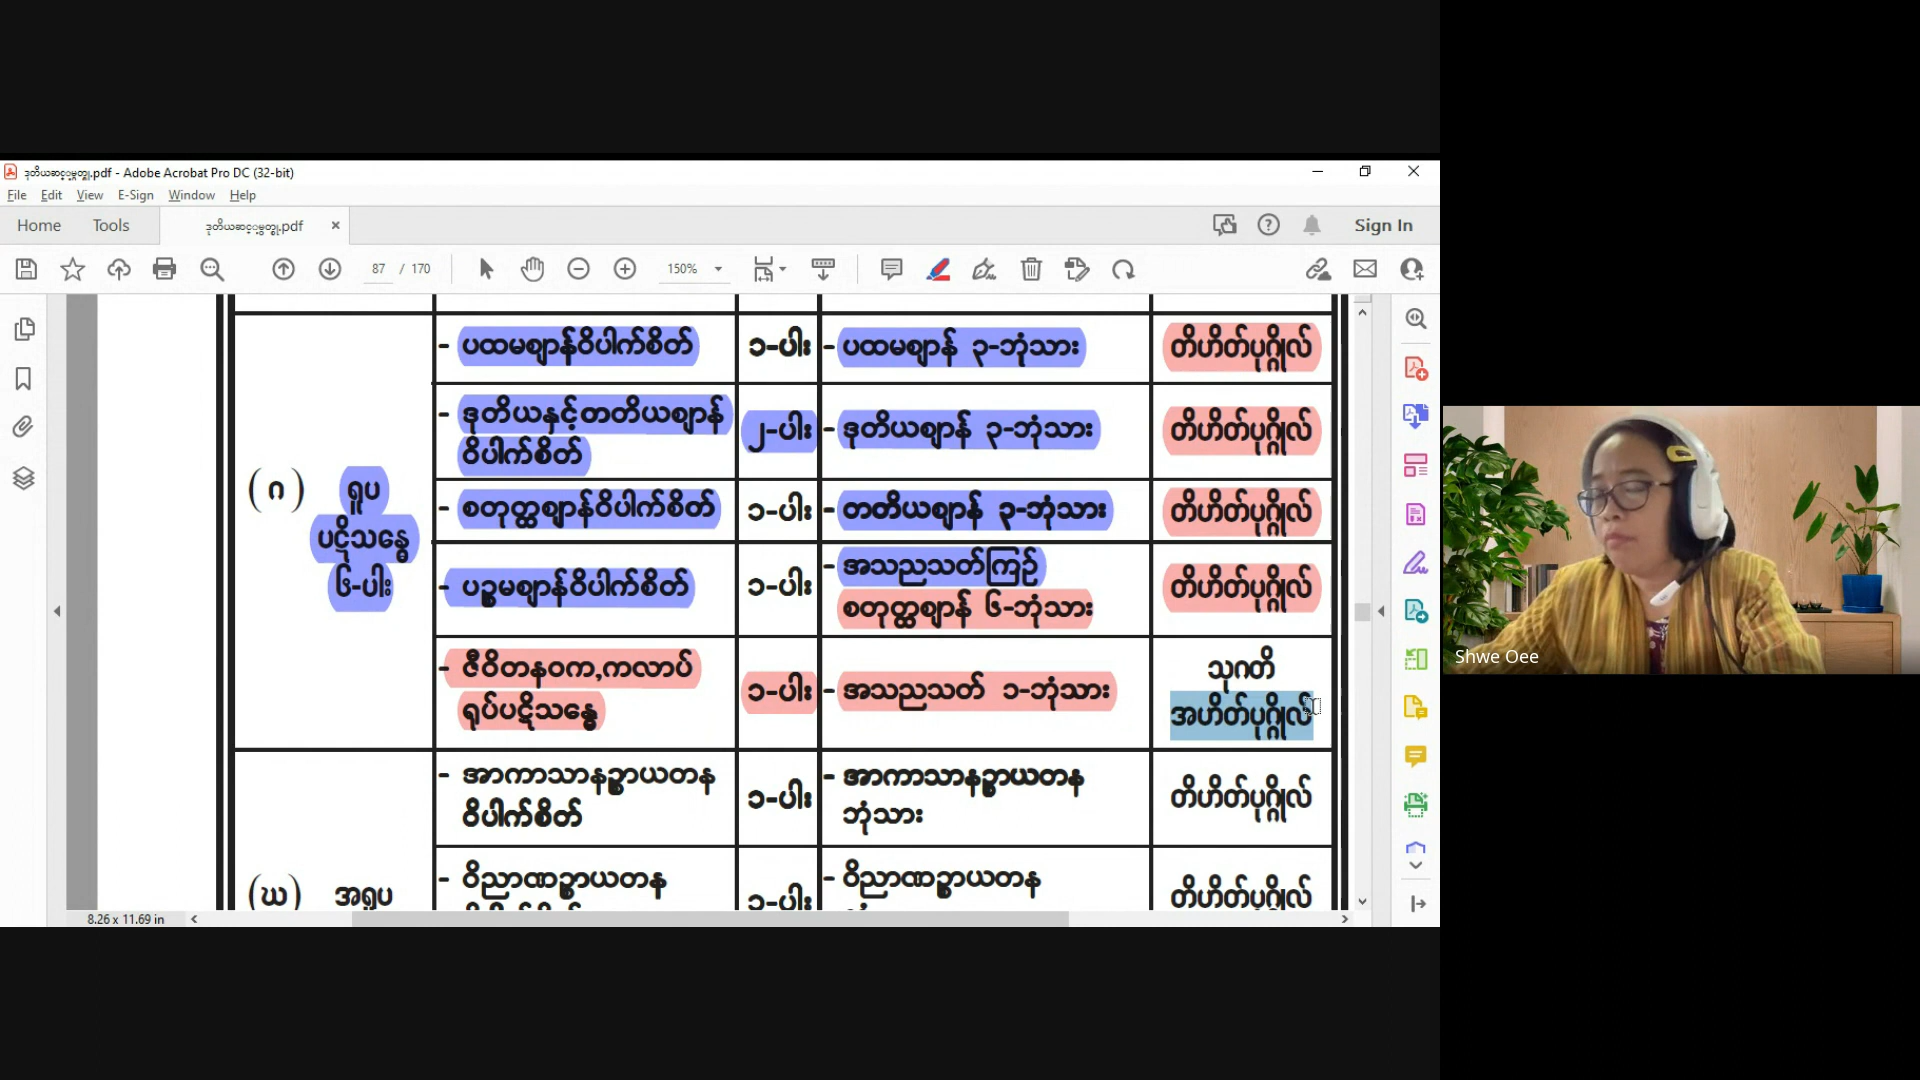 ဒုတိယဆင့်မှတ်စု.pdf - Adobe Acrobat Pro DC (32-bit)
File Edit View E-Sign Window Help
Home Tools .pdf × Sign In
87 / 170 150%
- ပထမဈာန်ဝိပါက်စိတ် ၁-ပါး - ပထမဈာန် ၃-ဘုံသား တိဟိတ်ပုဂ္ဂိုလ်
- ဒုတိယနှင့်တတိယဈာန်
ဝိပါက်စိတ် ၂-ပါး - ဒုတိယဈာန် ၃-ဘုံသား တိဟိတ်ပုဂ္ဂိုလ်
(ဂ) ရူပ
ပဋိသန္ဓေ
၆-ပါး
- စတုတ္ထဈာန်ဝိပါက်စိတ် ၁-ပါး - တတိယဈာန် ၃-ဘုံသား တိဟိတ်ပုဂ္ဂိုလ်
- ပဉ္စမဈာန်ဝိပါက်စိတ် ၁-ပါး - အသညသတ်ကြဉ်
စတုတ္ထဈာန် ၆-ဘုံသား တိဟိတ်ပုဂ္ဂိုလ်
- ဇီဝိတနဝက,ကလာပ်
ရုပ်ပဋိသန္ဓေ ၁-ပါး - အသညသတ် ၁-ဘုံသား သုဂတိ
အဟိတ်ပုဂ္ဂိုလ်
- အာကာသာနဉ္စာယတန
ဝိပါက်စိတ် ၁-ပါး - အာကာသာနဉ္စာယတန
ဘုံသား တိဟိတ်ပုဂ္ဂိုလ်
(ဃ) အရူပ
- ဝိညာဏဉ္စာယတန ၁-ပါး - ဝိညာဏဉ္စာယတန တိဟိတ်ပုဂ္ဂိုလ်
8.26 x 11.69 in
Shwe Oee